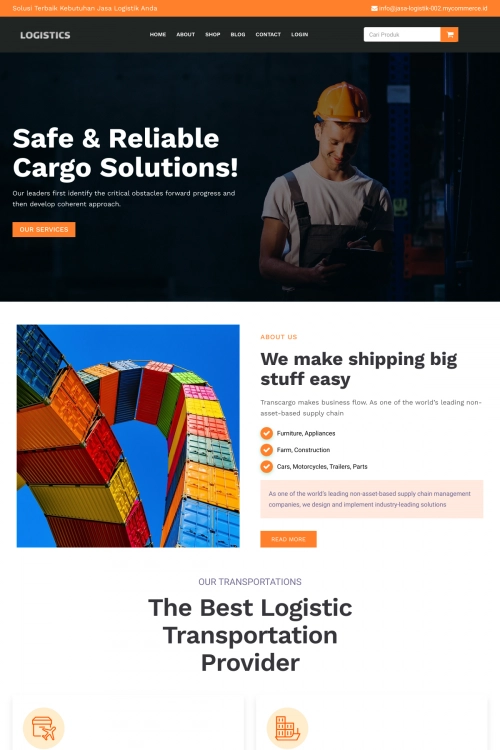 Solusi Terbaik Kebutuhan Jasa Logistik Anda
info@jasa-logistik-002.mycommerce.id
LOGISTICS
HOME ABOUT SHOP BLOG CONTACT LOGIN
Cari Produk
Safe & Reliable
Cargo Solutions!
Our leaders first identify the critical obstacles forward progress and
then develop coherent approach.
OUR SERVICES
ABOUT US
We make shipping big
stuff easy
Transcargo makes business flow. As one of the world's leading non-
asset-based supply chain
Furniture, Appliances
Farm, Construction
Cars, Motorcycles, Trailers, Parts
As one of the world's leading non-asset-based supply chain management
companies, we design and implement industry-leading solutions
READ MORE
OUR TRANSPORTATIONS
The Best Logistic
Transportation
Provider